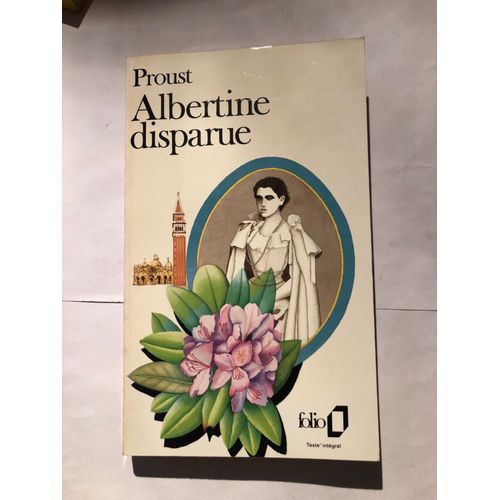 Proust
Albertine
disparue
folio
Texte intégral